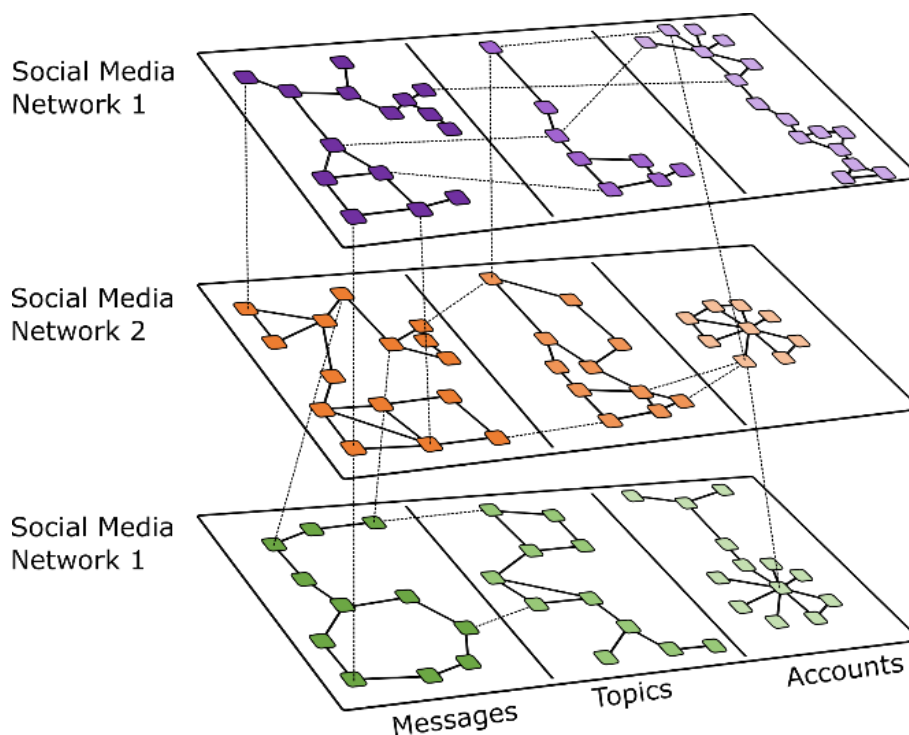 Social Media
Network 1
Social Media
Network 2
Social Media
Network 1
Messages
Topics
Accounts